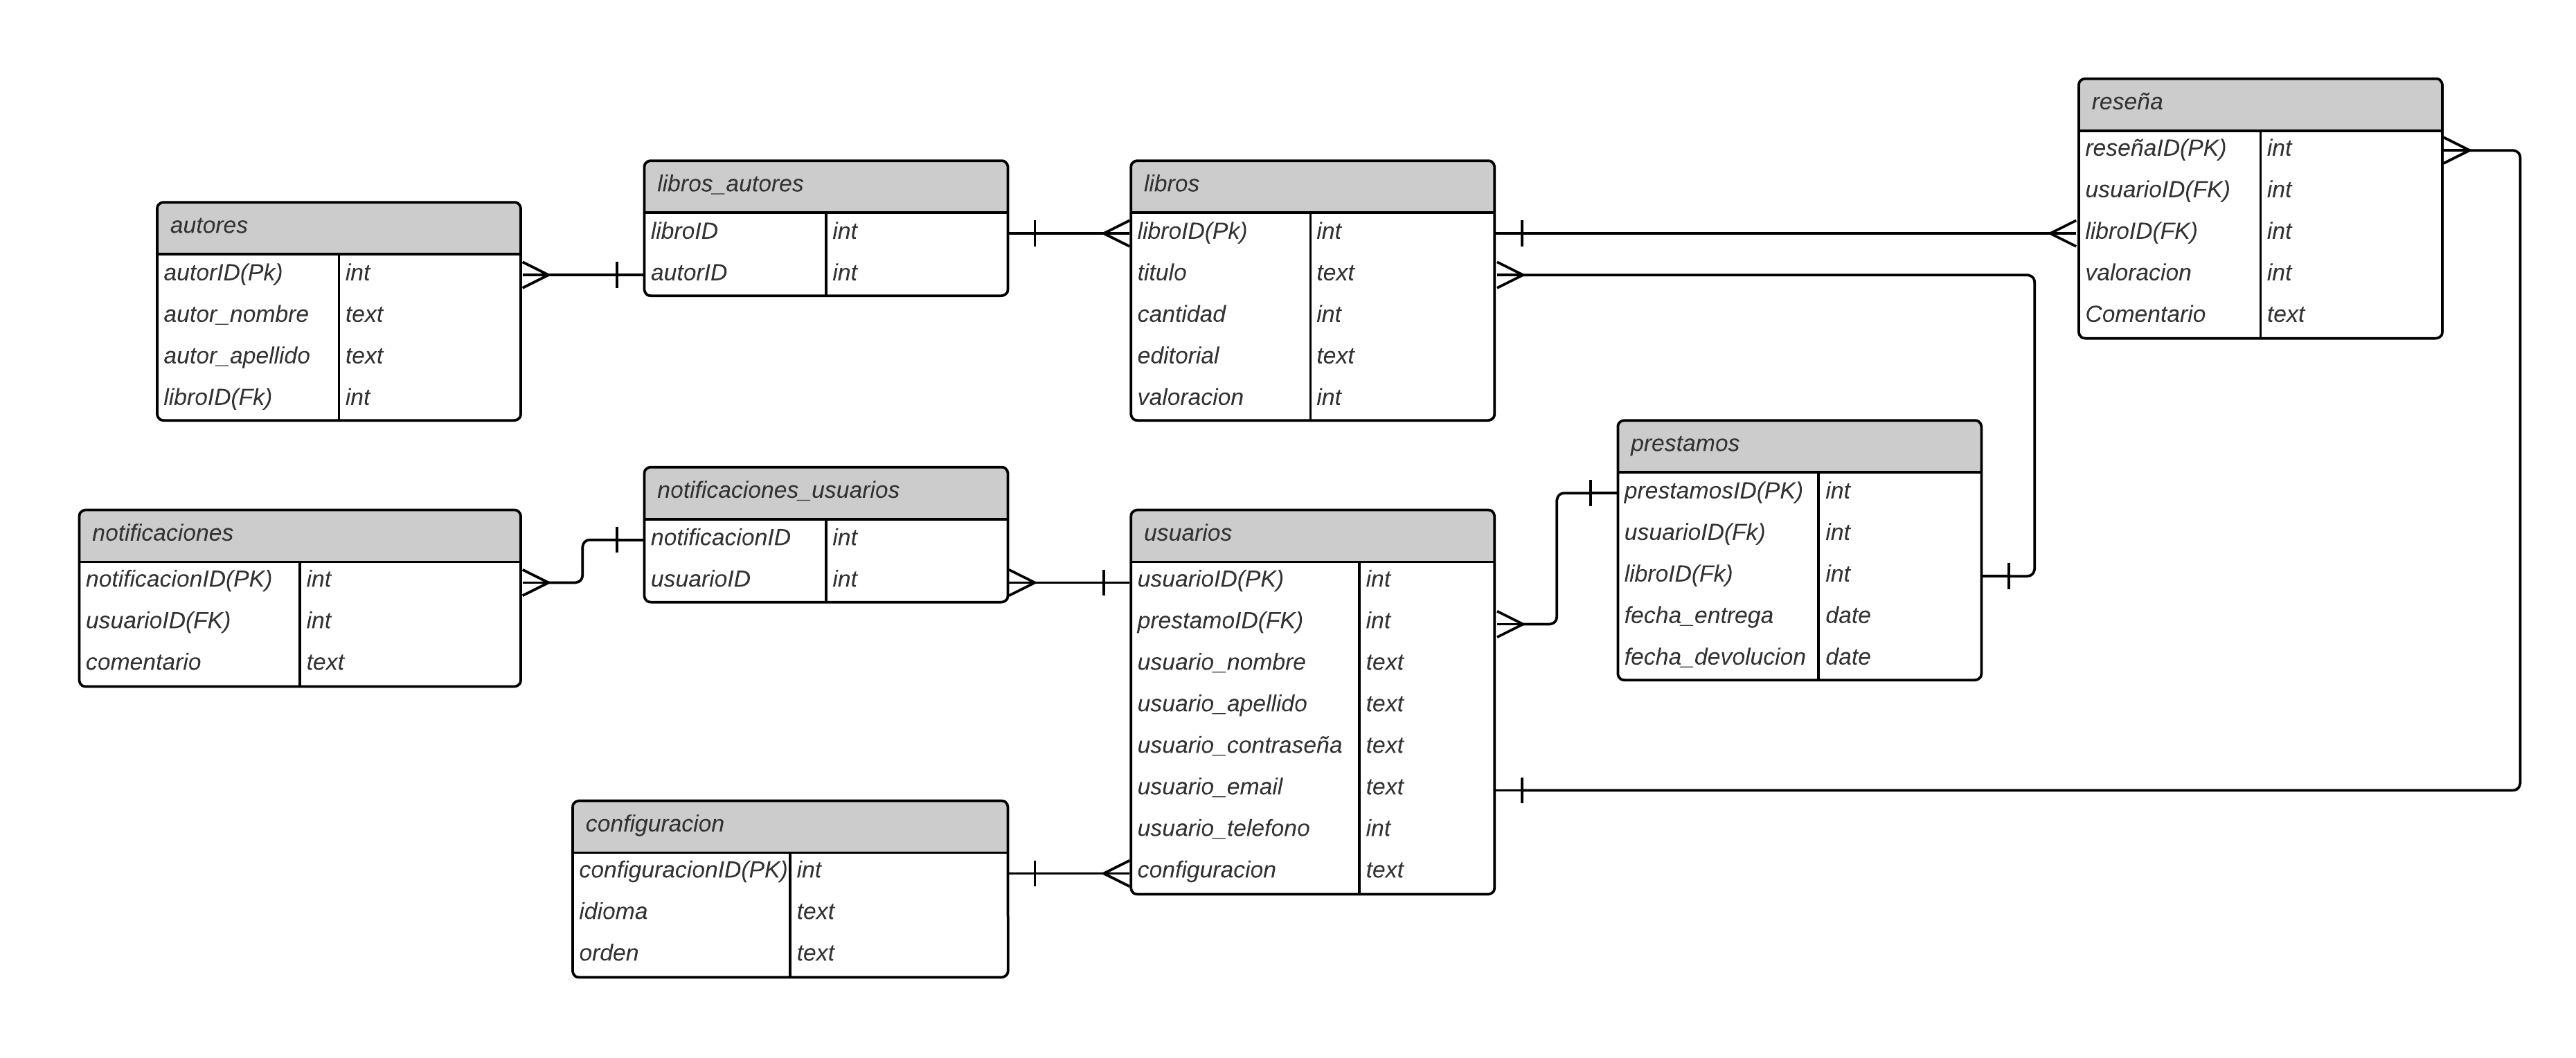 reseña
reseñaID(PK) int
usuarioID(FK) int
libroID(FK) int
valoracion int
Comentario text
libros_autores
libroID int
autorID int
libros
libroID(Pk) int
titulo text
cantidad int
editorial text
valoracion int
autores
autorID(Pk) int
autor_nombre text
autor_apellido text
libroID(Fk) int
prestamos
prestamosID(PK) int
usuarioID(Fk) int
libroID(Fk) int
fecha_entrega date
fecha_devolucion date
notificaciones_usuarios
notificacionID int
usuarioID int
notificaciones
notificacionID(PK) int
usuarioID(FK) int
comentario text
usuarios
usuarioID(PK) int
prestamoID(FK) int
usuario_nombre text
usuario_apellido text
usuario_contraseña text
usuario_email text
usuario_telefono int
configuracion text
configuracion
configuracionID(PK) int
idioma text
orden text